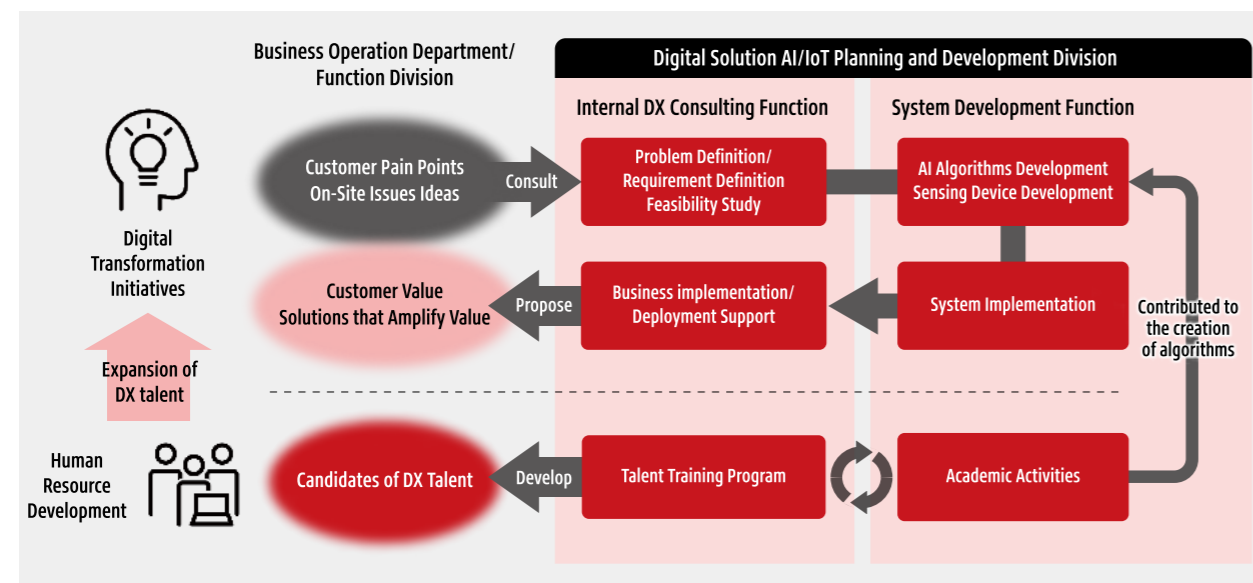 Business Operation Department/
Function Division
Digital Solution AI/IoT Planning and Development Division
Internal DX Consulting Function
System Development Function
Digital
Transformation
Initiatives
Customer Pain Points
On-Site Issues Ideas
Consult
Problem Definition/
Requirement Definition
Feasibility Study
AI Algorithms Development
Sensing Device Development
Customer Value
Solutions that Amplify Value
Propose
Business implementation/
Deployment Support
System Implementation
Contributed to
the creation
of algorithms
Expansion of
DX talent
Human
Resource
Development
Candidates of DX Talent
Develop
Talent Training Program
Academic Activities